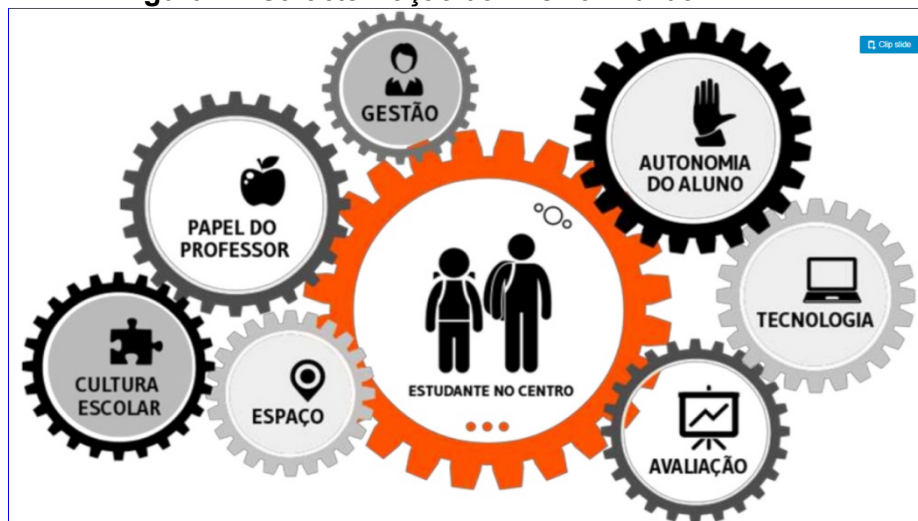 Clip slide
GESTÃO
AUTONOMIA
DO ALUNO
PAPEL DO
PROFESSOR
TECNOLOGIA
CULTURA
ESCOLAR
ESPAÇO
ESTUDANTE NO CENTRO
AVALIAÇÃO